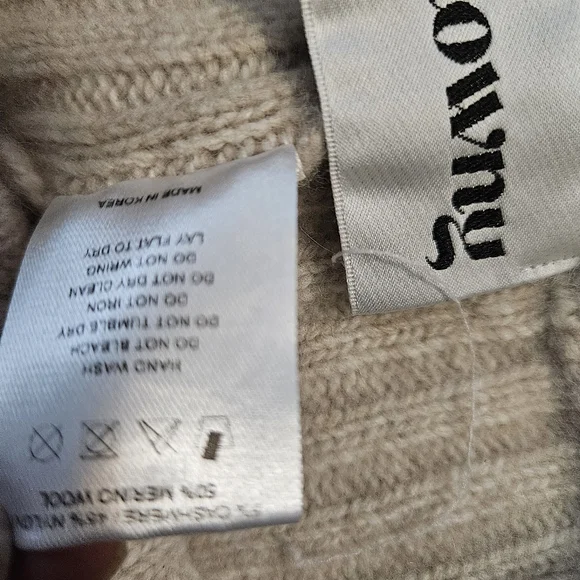 owny
50% MERINO WOOL
5% CASHMERE 45% NYLON
HAND WASH
DO NOT BLEACH
DO NOT TUMBLE DRY
DO NOT IRON
DO NOT DRY CLEAN
DO NOT WRING
LAY FLAT TO DRY
MADE IN KOREA